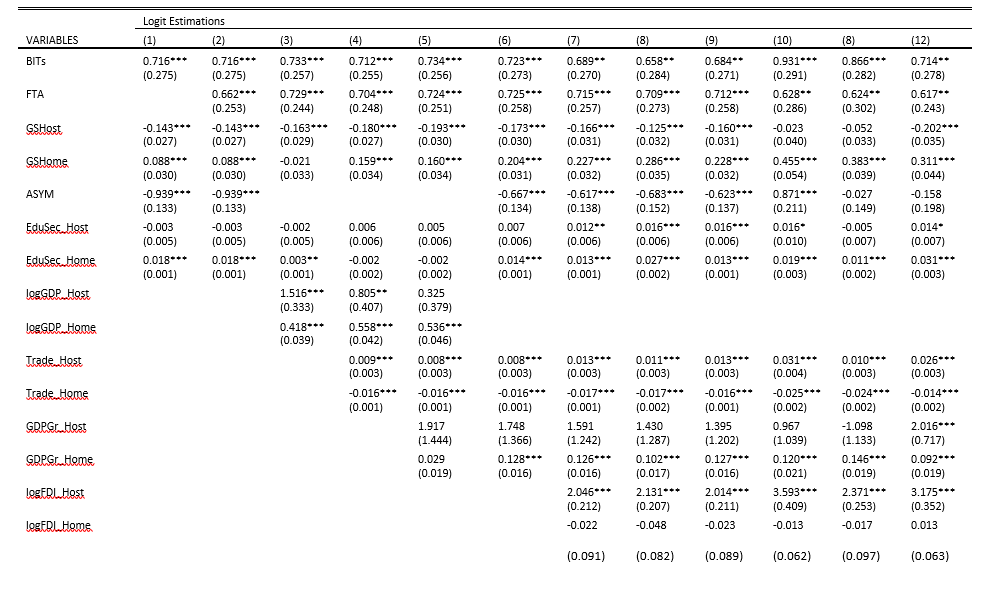 Logit Estimations
VARIABLES (1) (2) (3) (4) (5) (6) (7) (8) (9) (10) (8) (12)
BITs 0.716*** 0.716*** 0.733*** 0.712*** 0.734*** 0.723*** 0.689** 0.658** 0.684** 0.931*** 0.866*** 0.714**
(0.275) (0.275) (0.257) (0.255) (0.256) (0.273) (0.270) (0.284) (0.271) (0.291) (0.282) (0.278)
FTA 0.662*** 0.729*** 0.704*** 0.724*** 0.725*** 0.715*** 0.709*** 0.712*** 0.628** 0.624** 0.617**
(0.253) (0.244) (0.248) (0.251) (0.258) (0.257) (0.273) (0.258) (0.286) (0.302) (0.243)
GSHost -0.143*** -0.143*** -0.163*** -0.180*** -0.193*** -0.173*** -0.166*** -0.125*** -0.160*** -0.023 -0.052 -0.202***
(0.027) (0.027) (0.029) (0.027) (0.030) (0.030) (0.031) (0.032) (0.031) (0.040) (0.033) (0.035)
GSHome 0.088*** 0.088*** -0.021 0.159*** 0.160*** 0.204*** 0.227*** 0.286*** 0.228*** 0.455*** 0.383*** 0.311***
(0.030) (0.030) (0.033) (0.034) (0.034) (0.031) (0.032) (0.035) (0.032) (0.054) (0.039) (0.044)
ASYM -0.939*** -0.939*** -0.667*** -0.617*** -0.683*** -0.623*** 0.871*** -0.027 -0.158
(0.133) (0.133) (0.134) (0.138) (0.152) (0.137) (0.211) (0.149) (0.198)
EduSec_Host -0.003 -0.003 -0.002 0.006 0.005 0.007 0.012** 0.016*** 0.016*** 0.016* -0.005 0.014*
(0.005) (0.005) (0.005) (0.006) (0.006) (0.006) (0.006) (0.006) (0.006) (0.010) (0.007) (0.007)
EduSec_Home 0.018*** 0.018*** 0.003** -0.002 -0.002 0.014*** 0.013*** 0.027*** 0.013*** 0.019*** 0.011*** 0.031***
(0.001) (0.001) (0.001) (0.002) (0.002) (0.001) (0.001) (0.002) (0.001) (0.003) (0.002) (0.003)
logGDP_Host 1.516*** 0.805** 0.325
(0.333) (0.407) (0.379)
logGDP_Home 0.418*** 0.558*** 0.536***
(0.039) (0.042) (0.046)
Trade_Host 0.009*** 0.008*** 0.008*** 0.013*** 0.011*** 0.013*** 0.031*** 0.010*** 0.026***
(0.003) (0.003) (0.003) (0.003) (0.003) (0.003) (0.004) (0.003) (0.003)
Trade_Home -0.016*** -0.016*** -0.016*** -0.017*** -0.017*** -0.016*** -0.025*** -0.024*** -0.014***
(0.001) (0.001) (0.001) (0.001) (0.002) (0.001) (0.002) (0.002) (0.002)
GDPGr_Host 1.917 1.748 1.591 1.430 1.395 0.967 -1.098 2.016***
(1.444) (1.366) (1.242) (1.287) (1.202) (1.039) (1.133) (0.717)
GDPGr_Home 0.029 0.128*** 0.126*** 0.102*** 0.127*** 0.120*** 0.146*** 0.092***
(0.019) (0.016) (0.016) (0.017) (0.016) (0.021) (0.019) (0.019)
logFDI_Host 2.046*** 2.131*** 2.014*** 3.593*** 2.371*** 3.175***
(0.212) (0.207) (0.211) (0.409) (0.253) (0.352)
logFDI_Home -0.022 -0.048 -0.023 -0.013 -0.017 0.013
(0.091) (0.082) (0.089) (0.062) (0.097) (0.063)